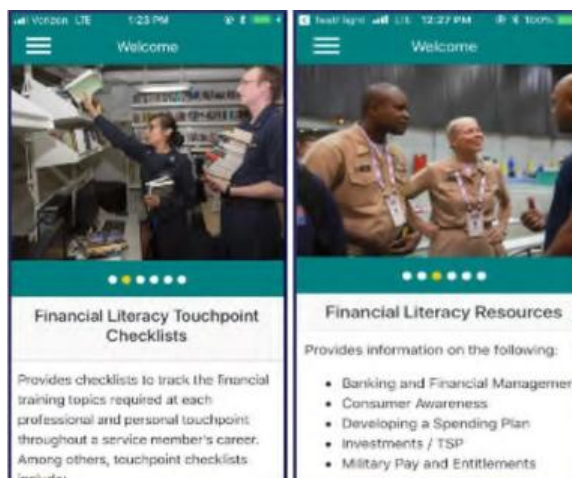 Verizon LTE 1:23 PM
Welcome
Financial Literacy Touchpoint
Checklists
Provides checklists to track the financial
training topics required at each
professional and personal touchpoint
throughout a service member's career.
Among others, touchpoint checklists
include:
TestFlight LTE 12:27 PM 100%
Welcome
Financial Literacy Resources
Provides information on the following:
• Banking and Financial Managemen
• Consumer Awareness
• Developing a Spending Plan
• Investments / TSP
• Military Pay and Entitlements